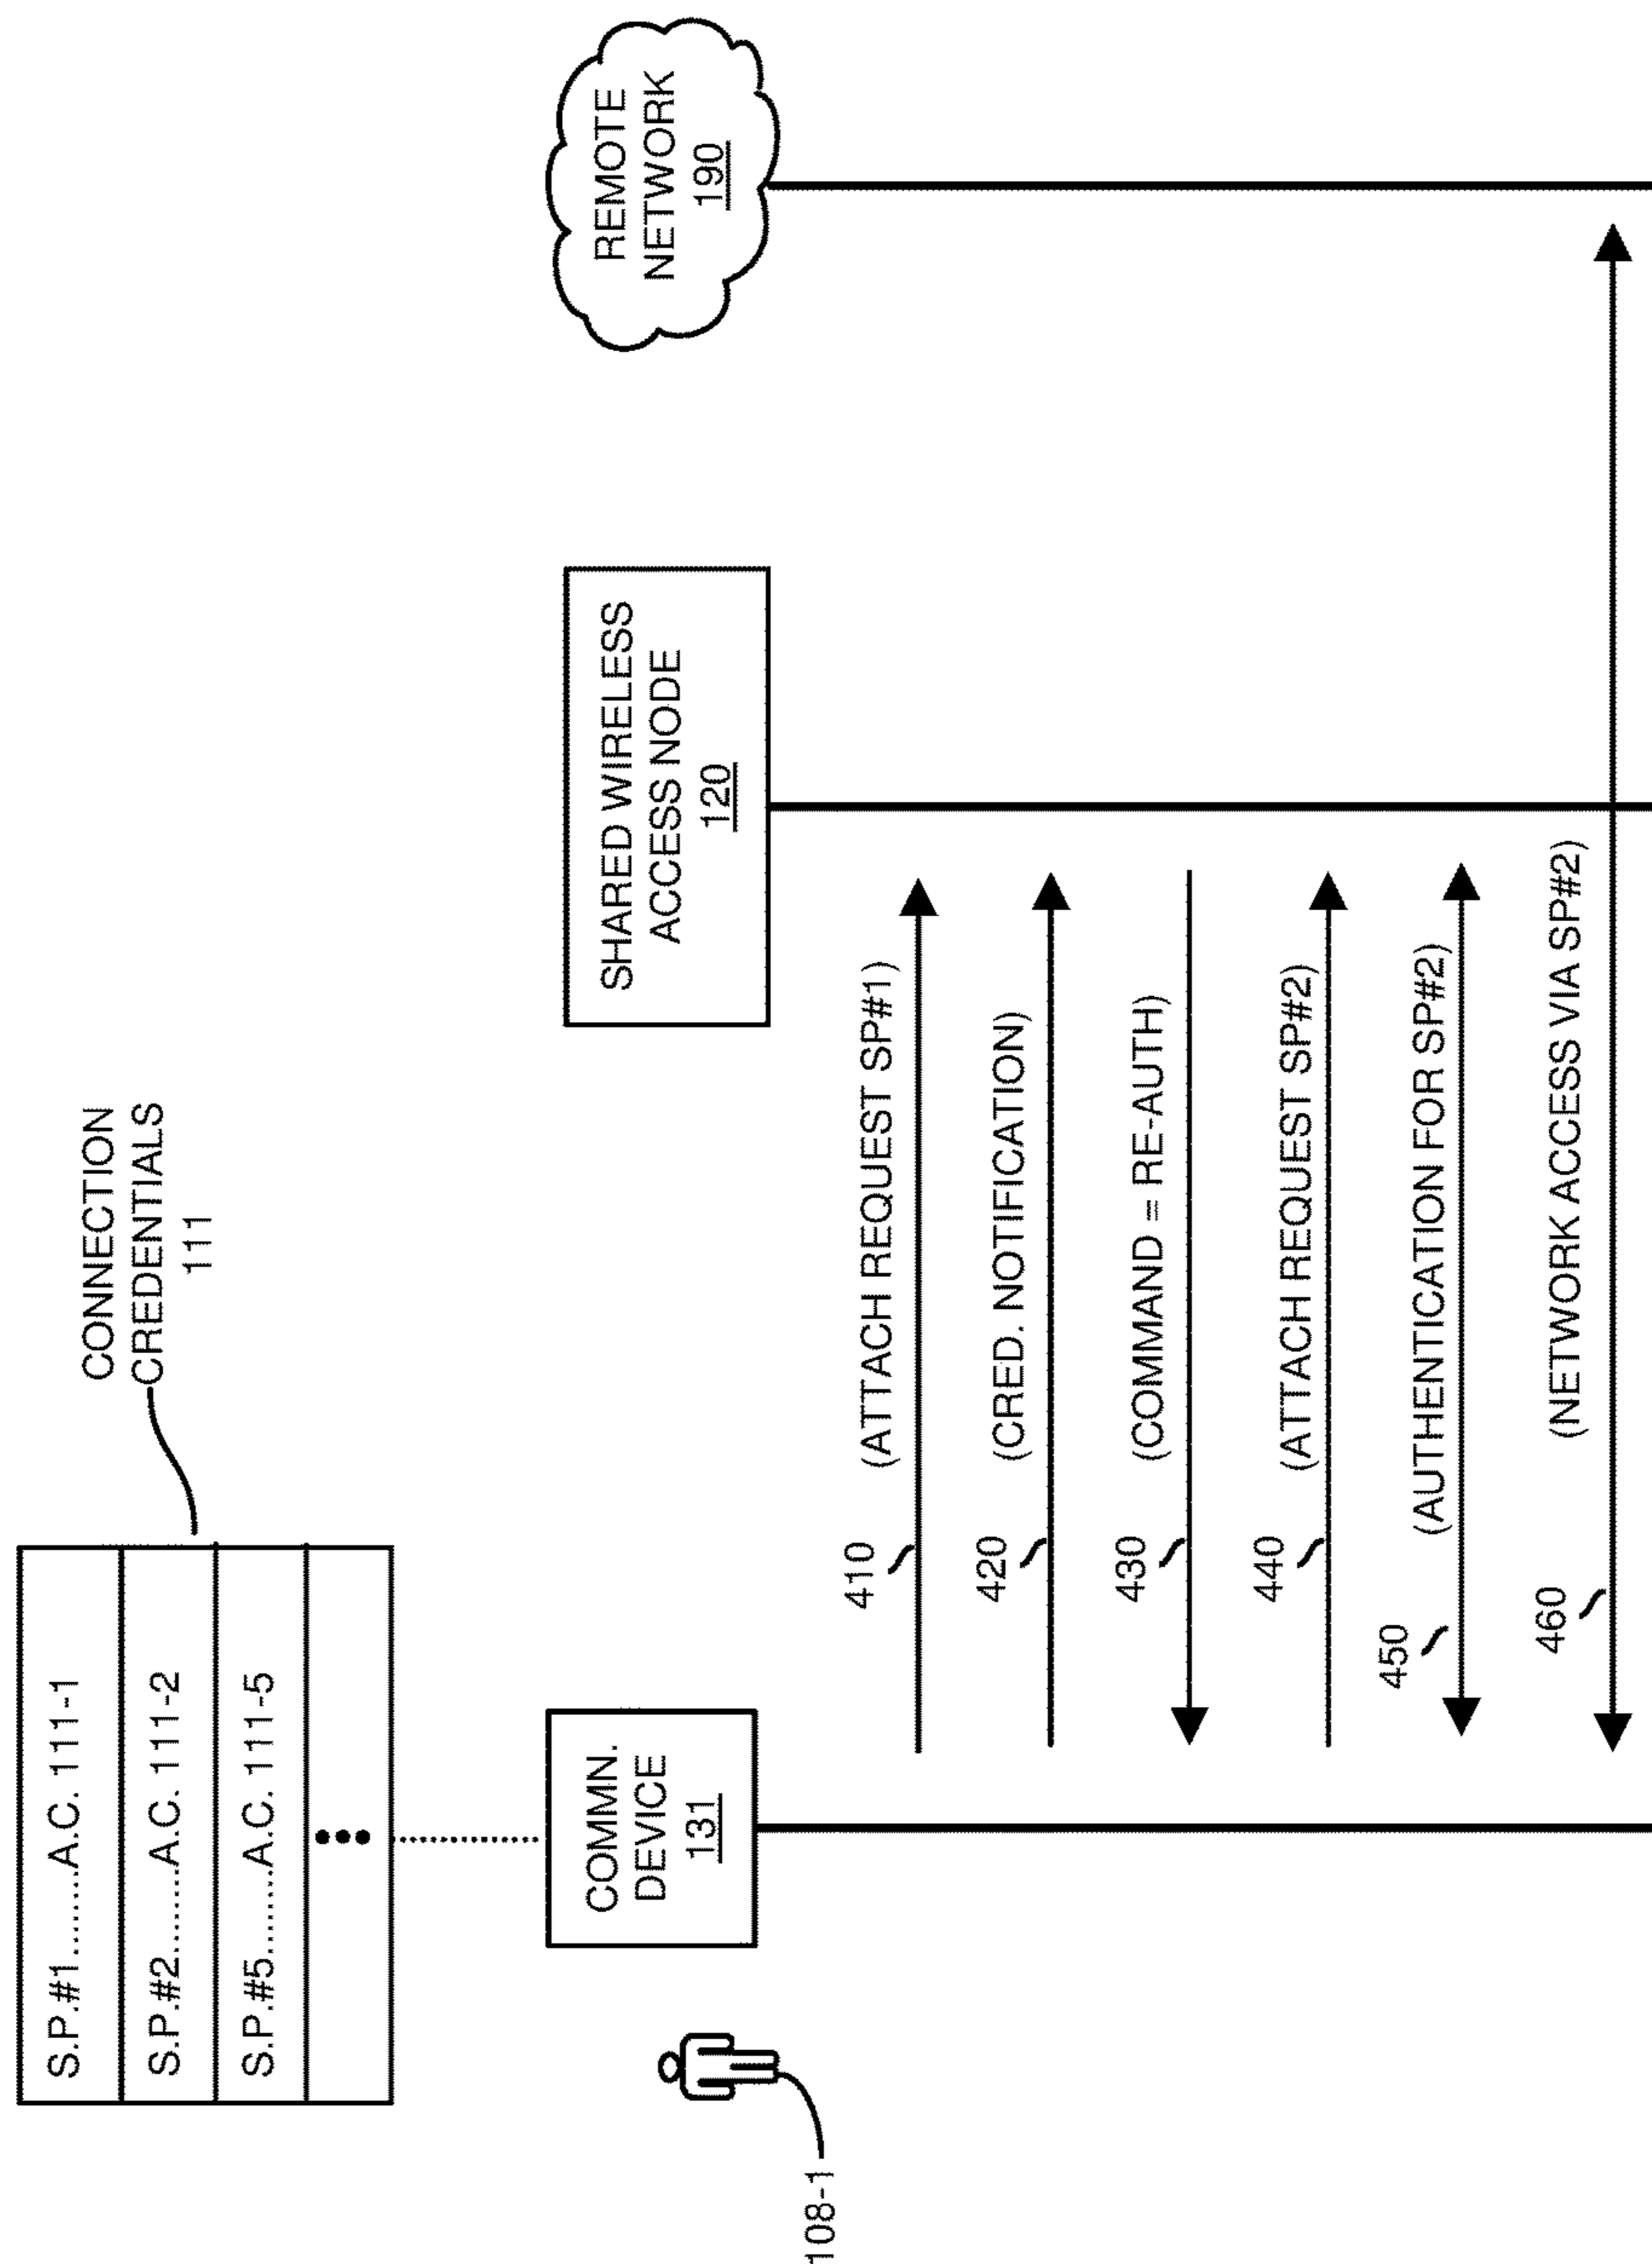 CONNECTION
CREDENTIALS
111
S.P.#1.........A.C. 111-1
S.P.#2........A.C. 111-2
S.P.#5........A.C. 111-5
108-1
COMMN.
DEVICE
131
SHARED WIRELESS
ACCESS NODE
120
REMOTE
NETWORK
190
410
(ATTACH REQUEST SP#1)
420
(CRED. NOTIFICATION)
430
(COMMAND = RE-AUTH)
440
(ATTACH REQUEST SP#2)
450
(AUTHENTICATION FOR SP#2)
460
(NETWORK ACCESS VIA SP#2)